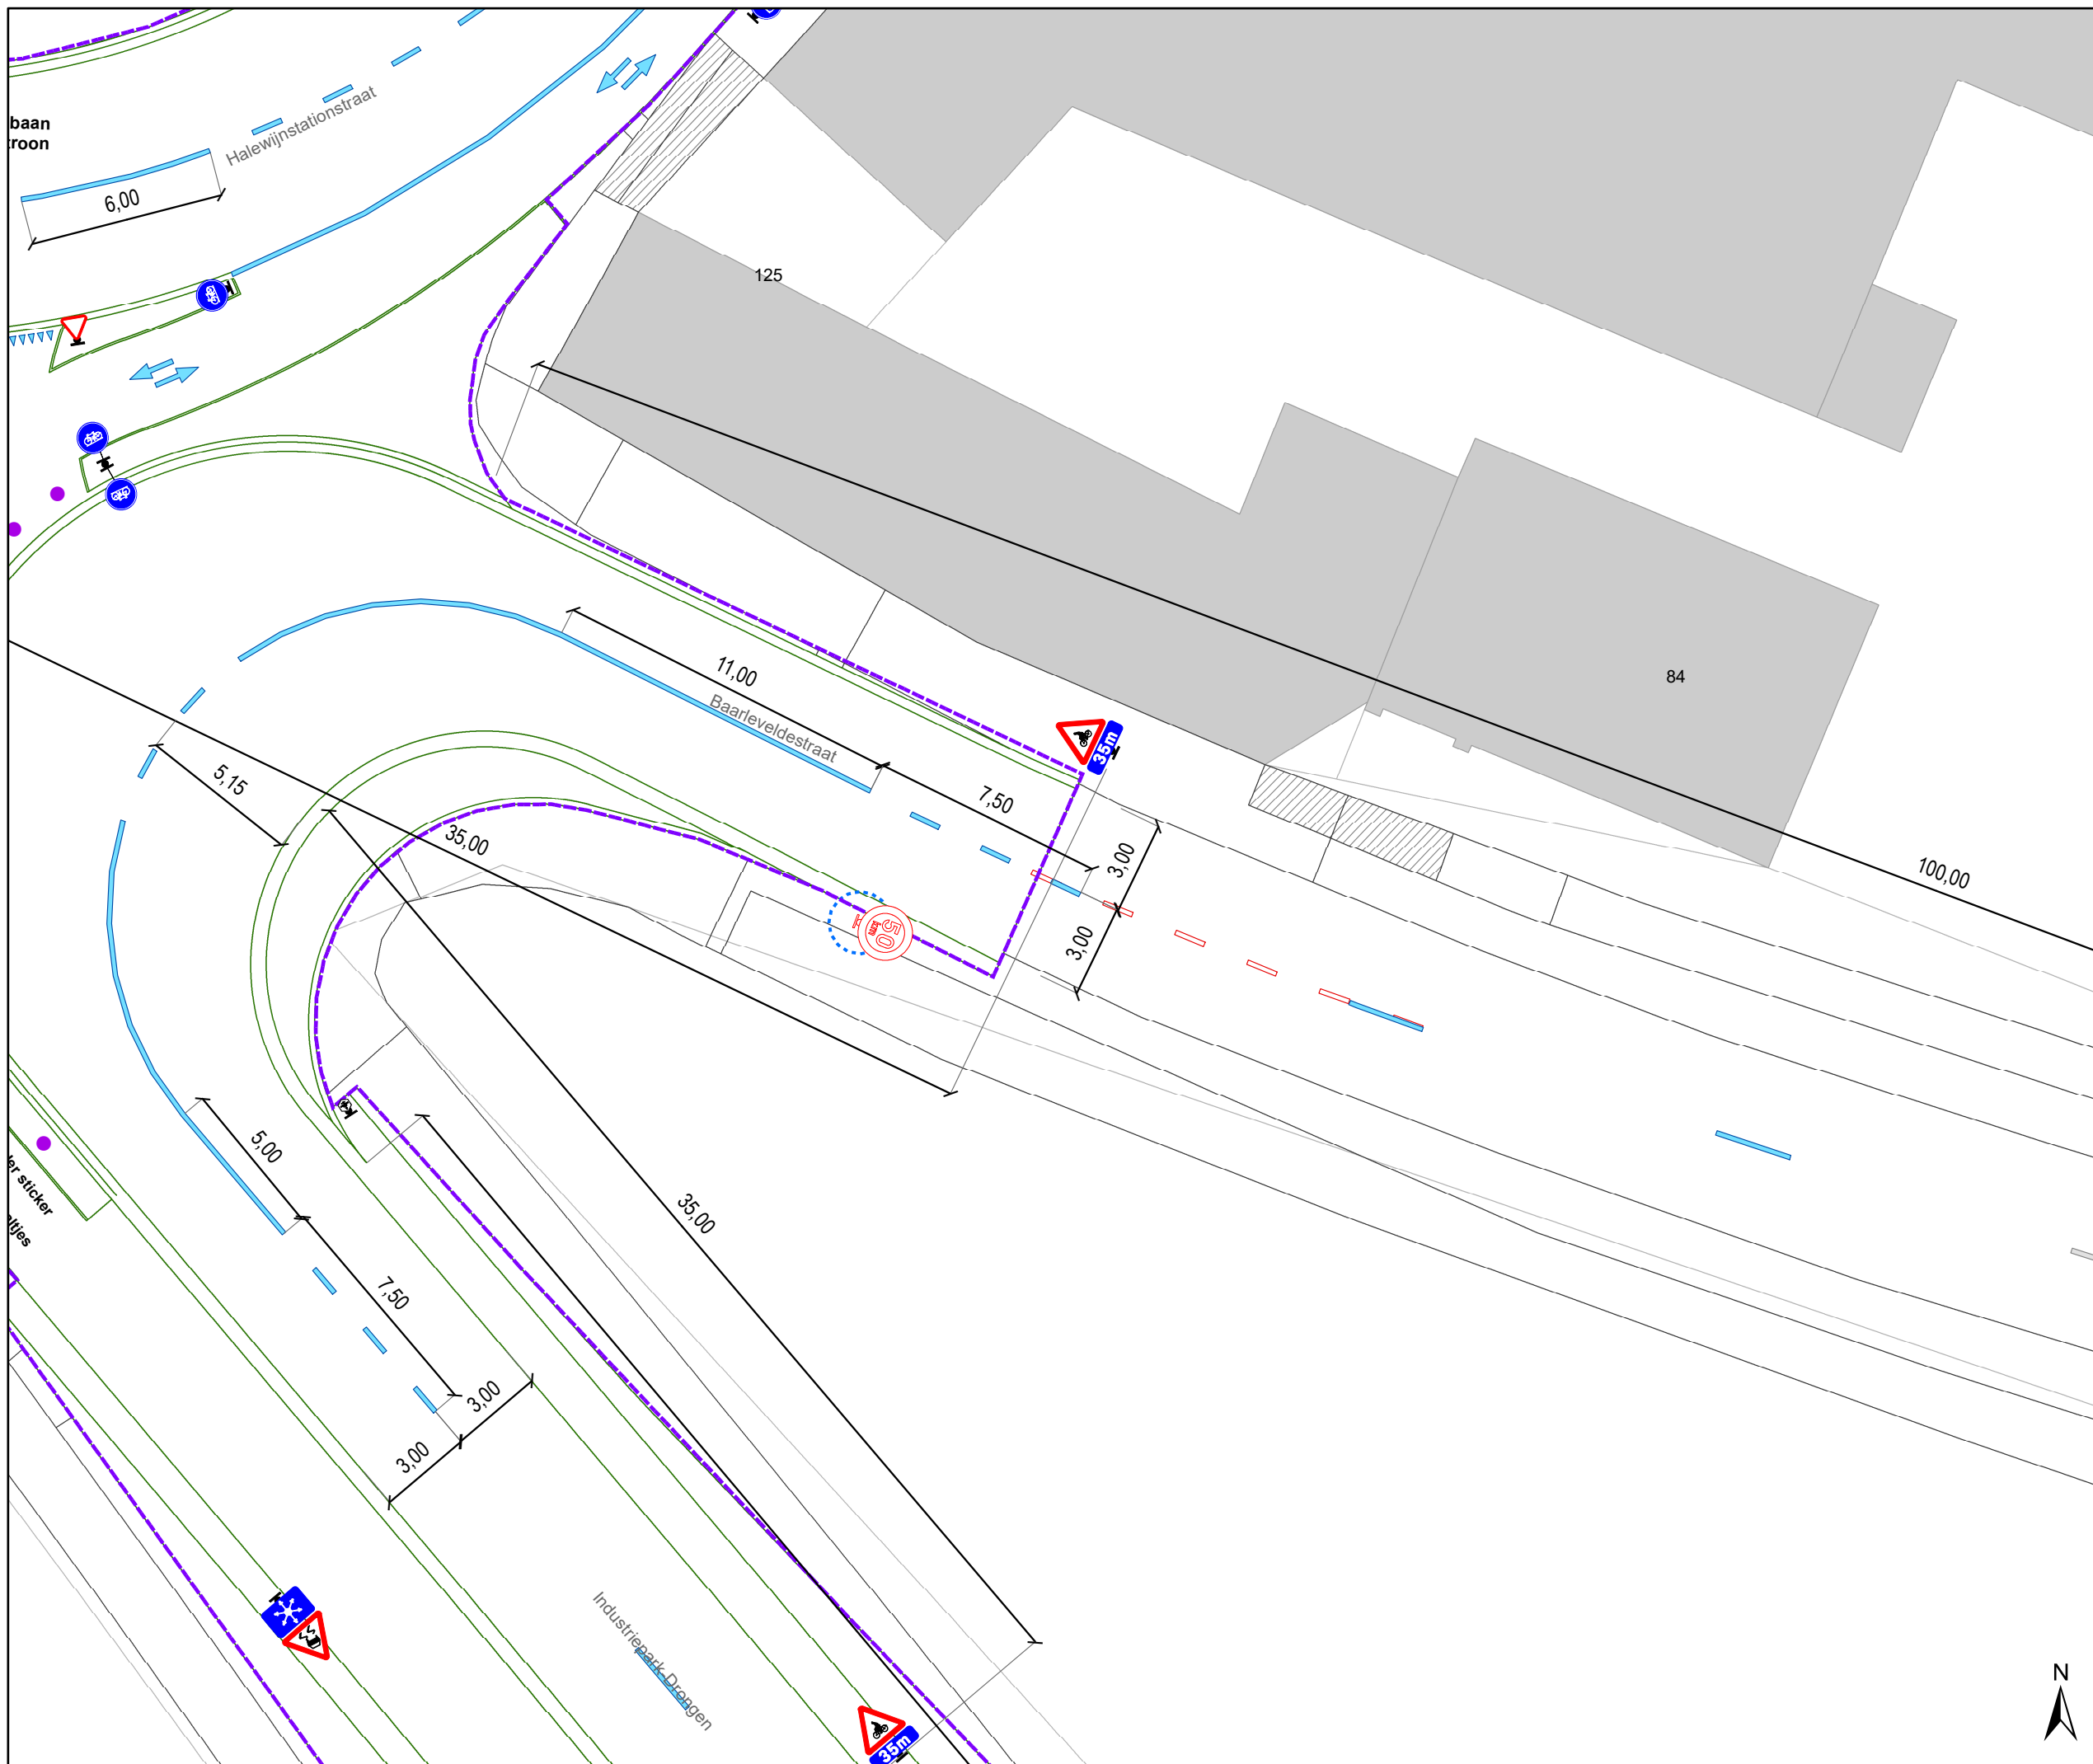 baan
troon
Halewijnstationstraat
6,00
125
84
11,00
Baarleveldestraat
35m
7,50
5,15
35,00
3,00
3,00
50
km
100,00
5,00
sticker
ltjes
35,00
7,50
3,00
3,00
Industriepark-Drongen
35m
N